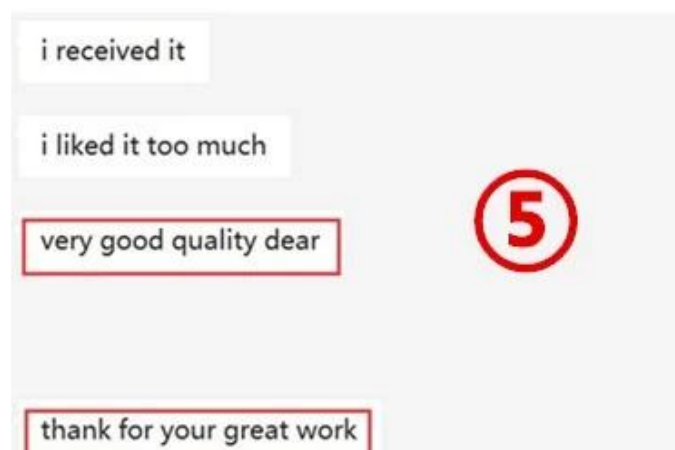 i received it
i liked it too much
very good quality dear
5
thank for your great work